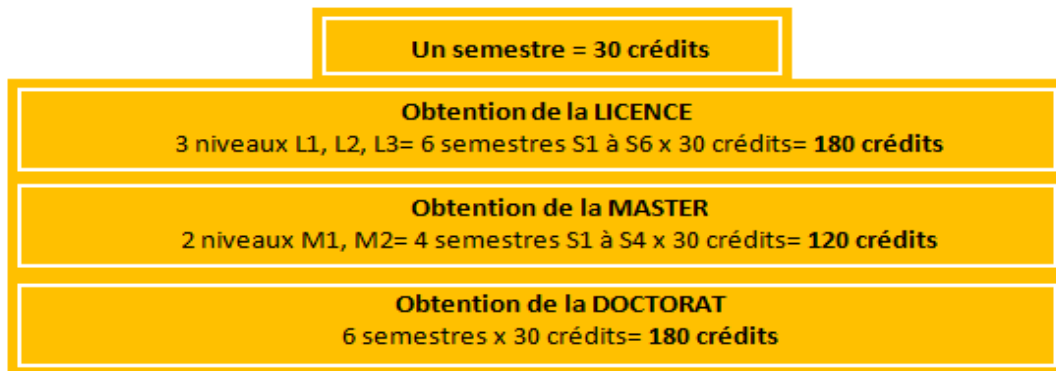 Un semestre = 30 crédits
Obtention de la LICENCE
3 niveaux L1, L2, L3= 6 semestres S1 à S6 x 30 crédits= 180 crédits
Obtention de la MASTER
2 niveaux M1, M2= 4 semestres S1 à S4 x 30 crédits= 120 crédits
Obtention de la DOCTORAT
6 semestres x 30 crédits= 180 crédits